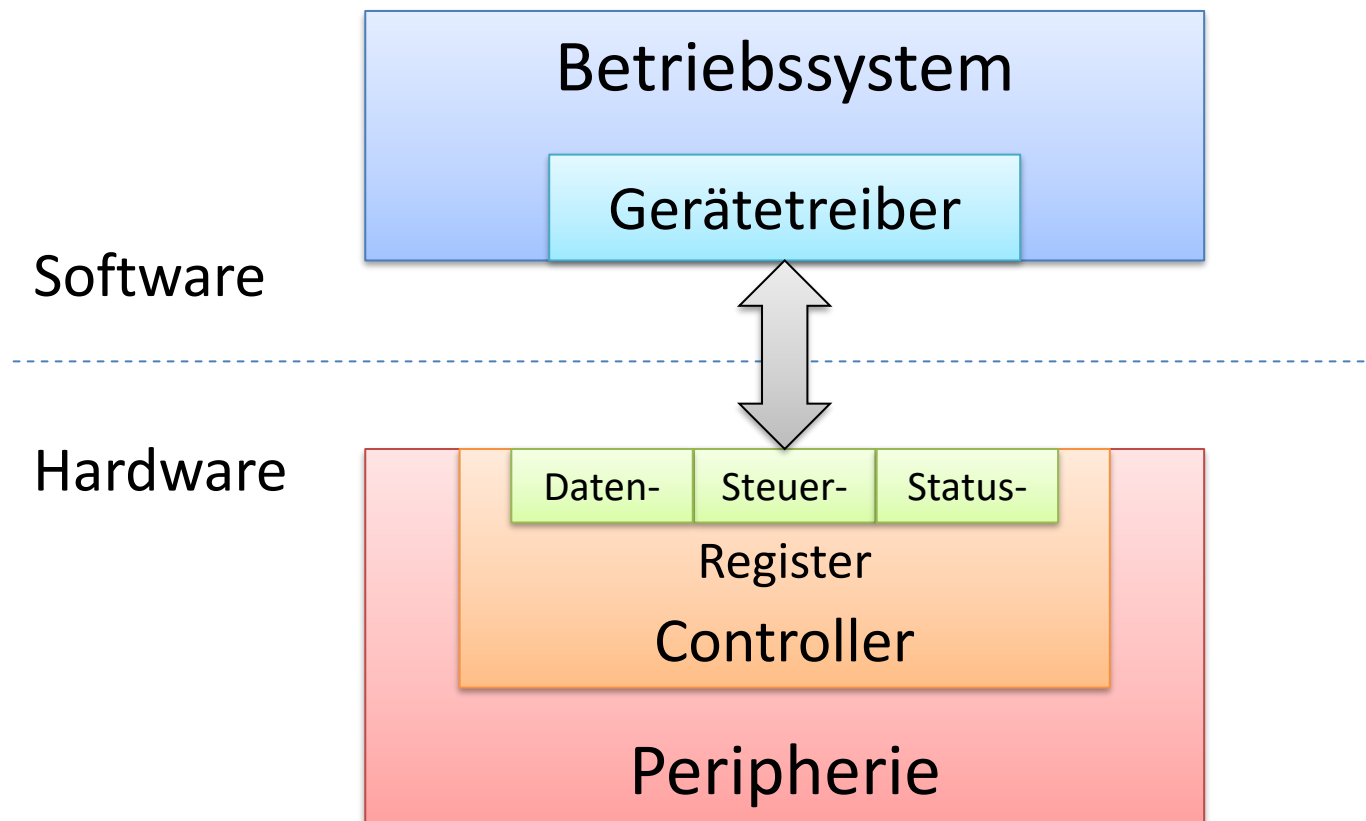 Betriebssystem
Gerätetreiber
Software
Hardware
Daten- Steuer- Status-
Register
Controller
Peripherie